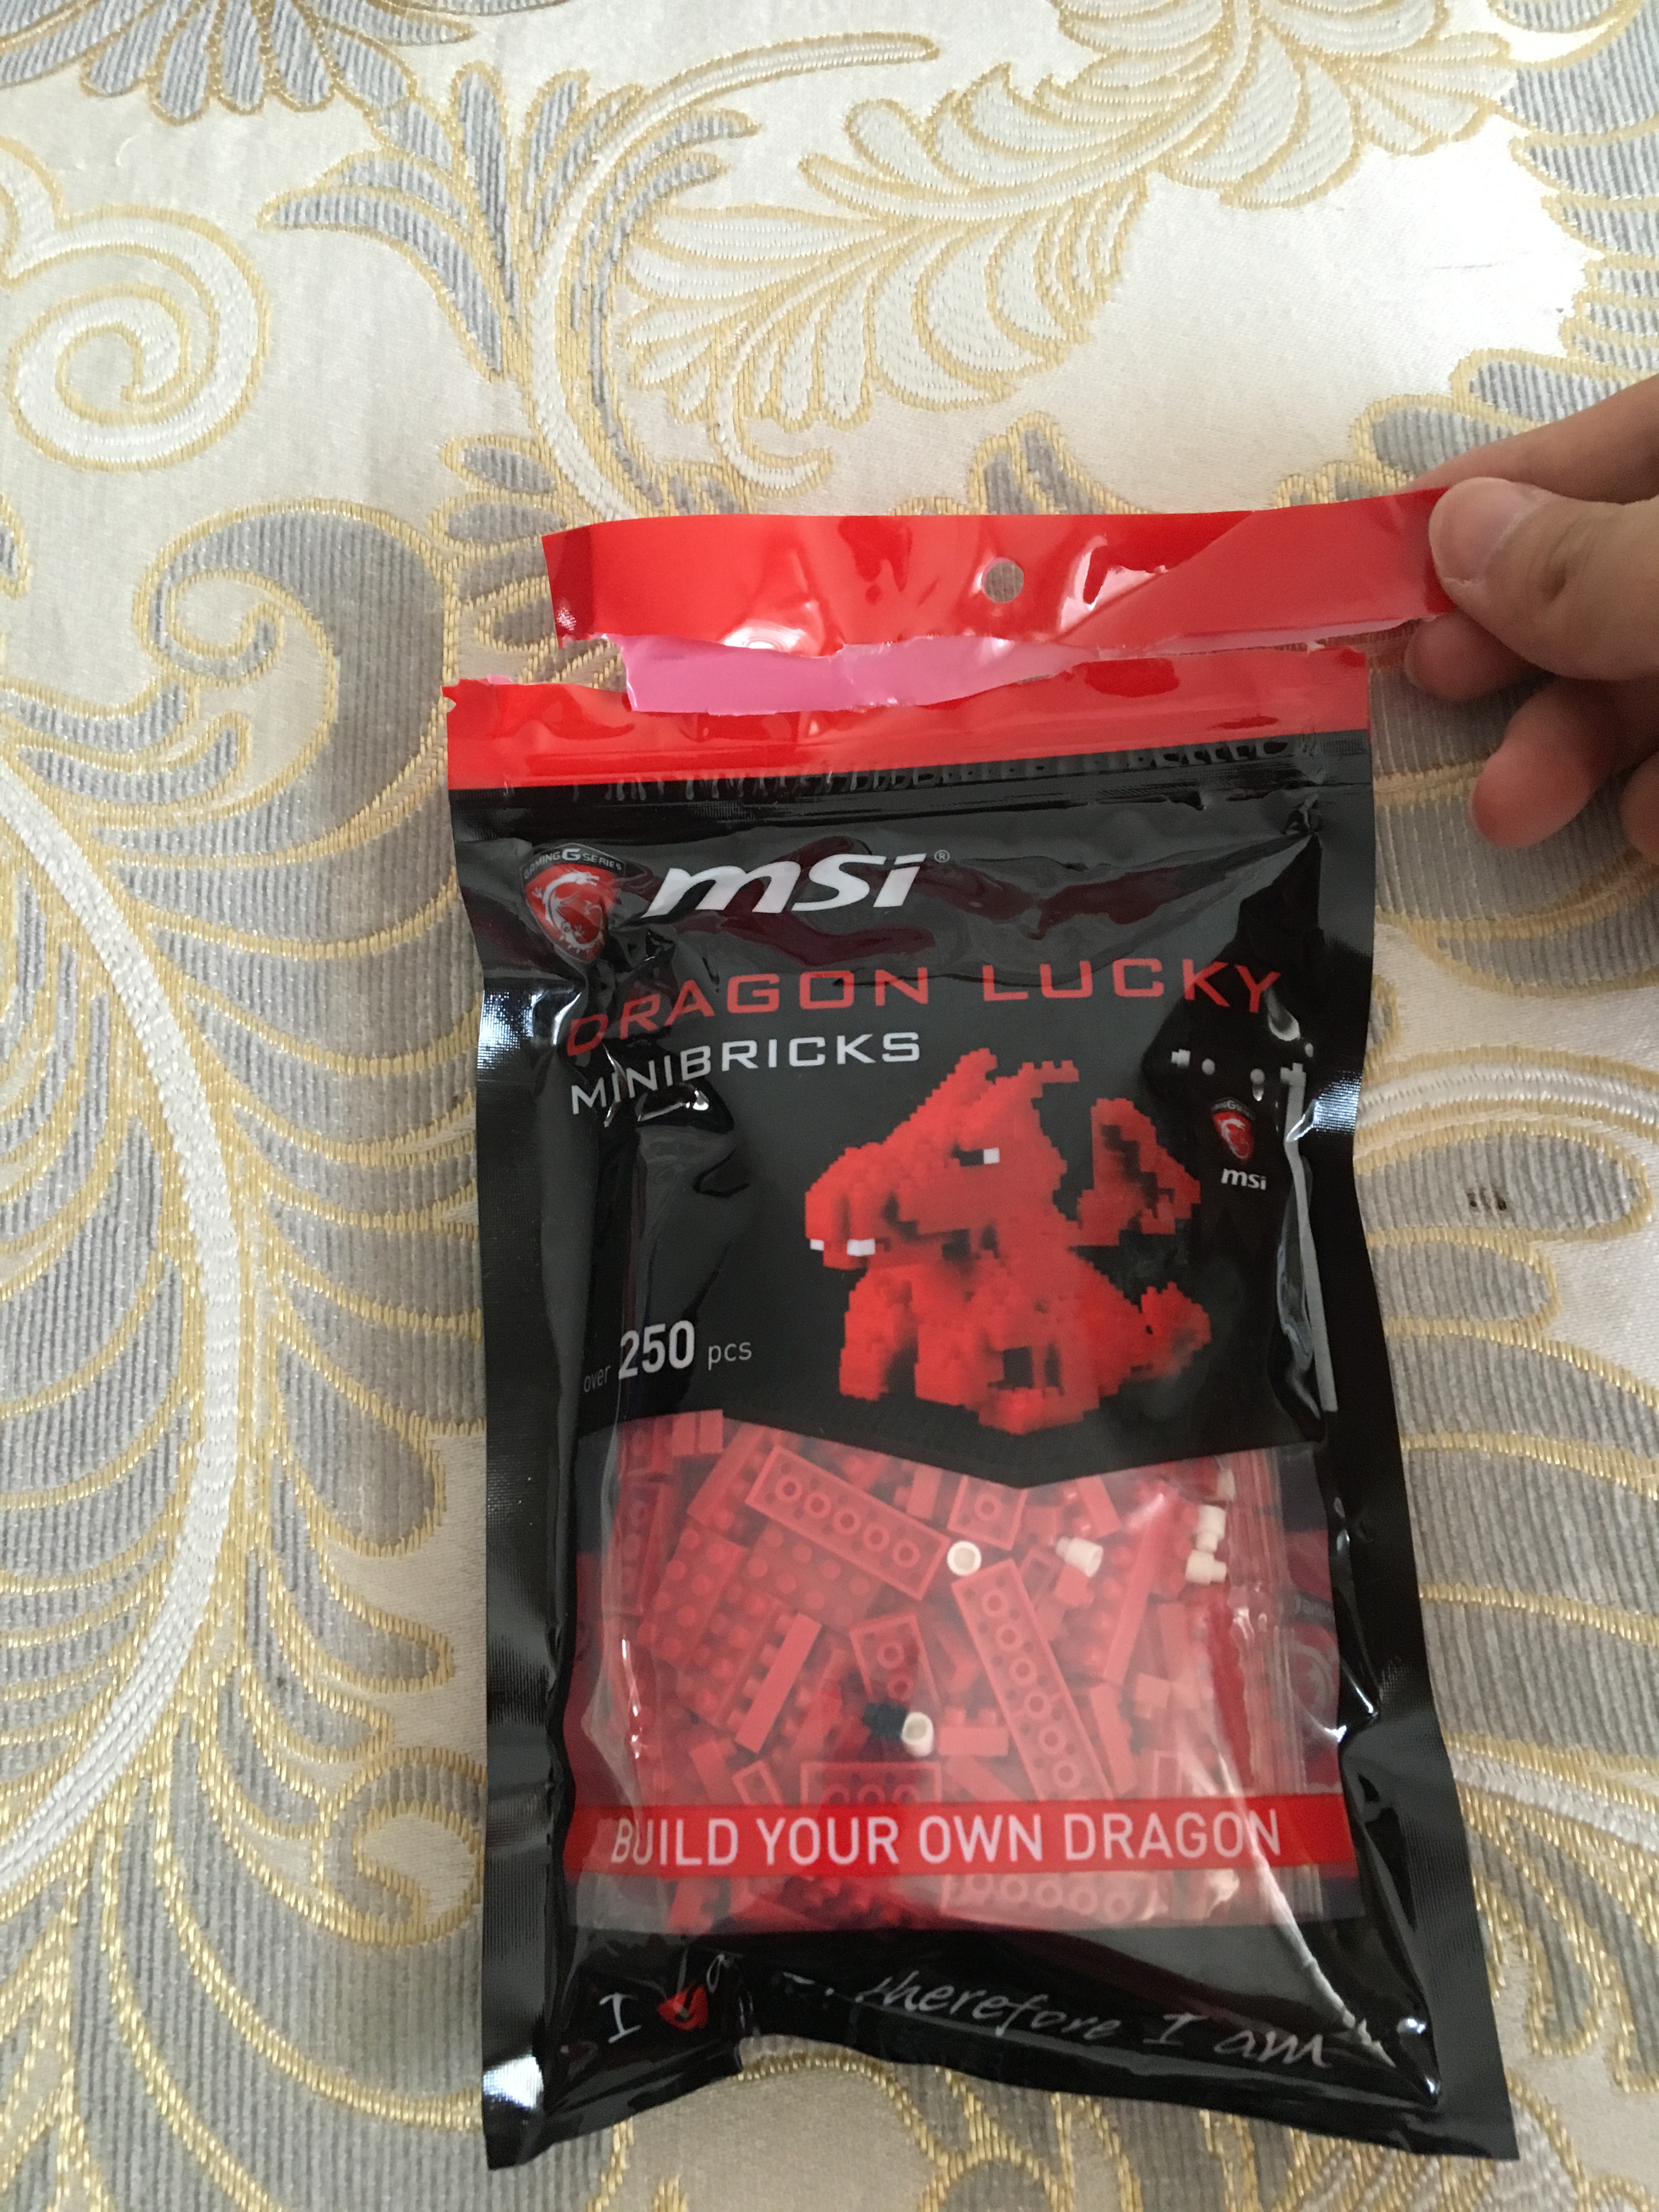 GAMING G SERIES
msi®
DRAGON LUCKY
MINIBRICKS
msi
over 250 pcs
BUILD YOUR OWN DRAGON
I
therefore I am